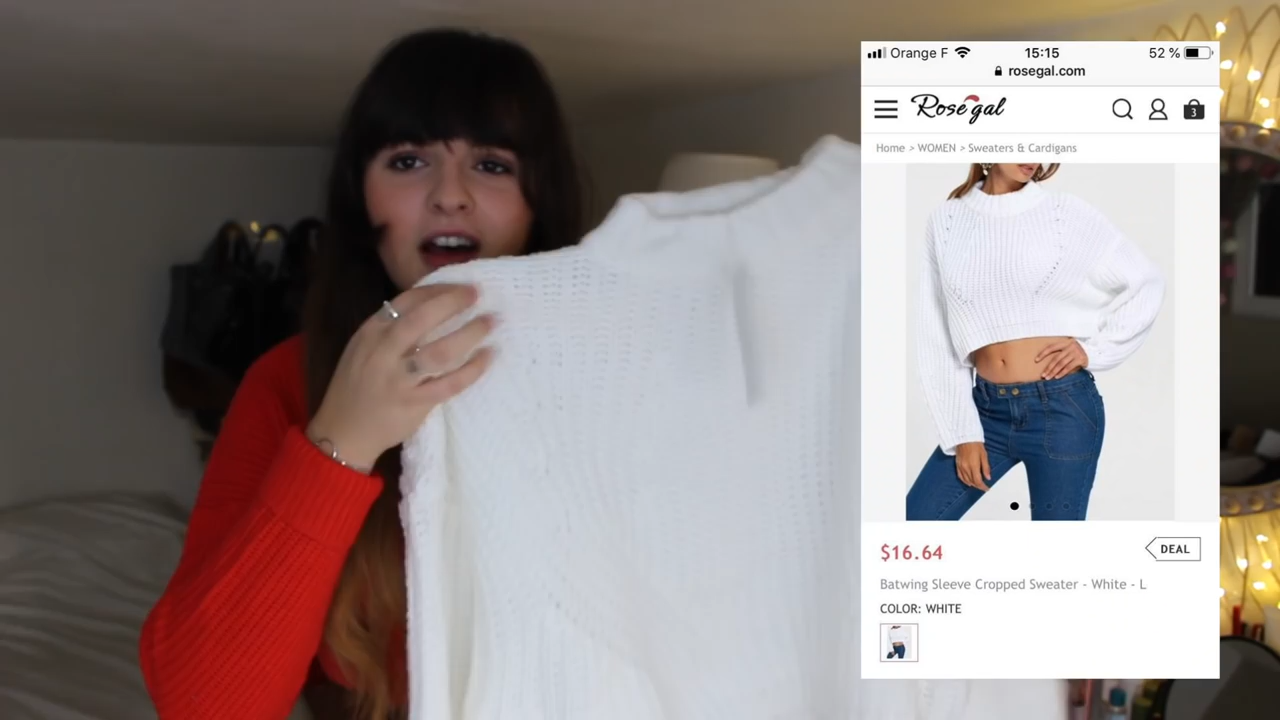 Orange F 15:15 52 %
rosegal.com
Rosegal 3
Home > WOMEN > Sweaters & Cardigans
$16.64 DEAL
Batwing Sleeve Cropped Sweater - White - L
COLOR: WHITE